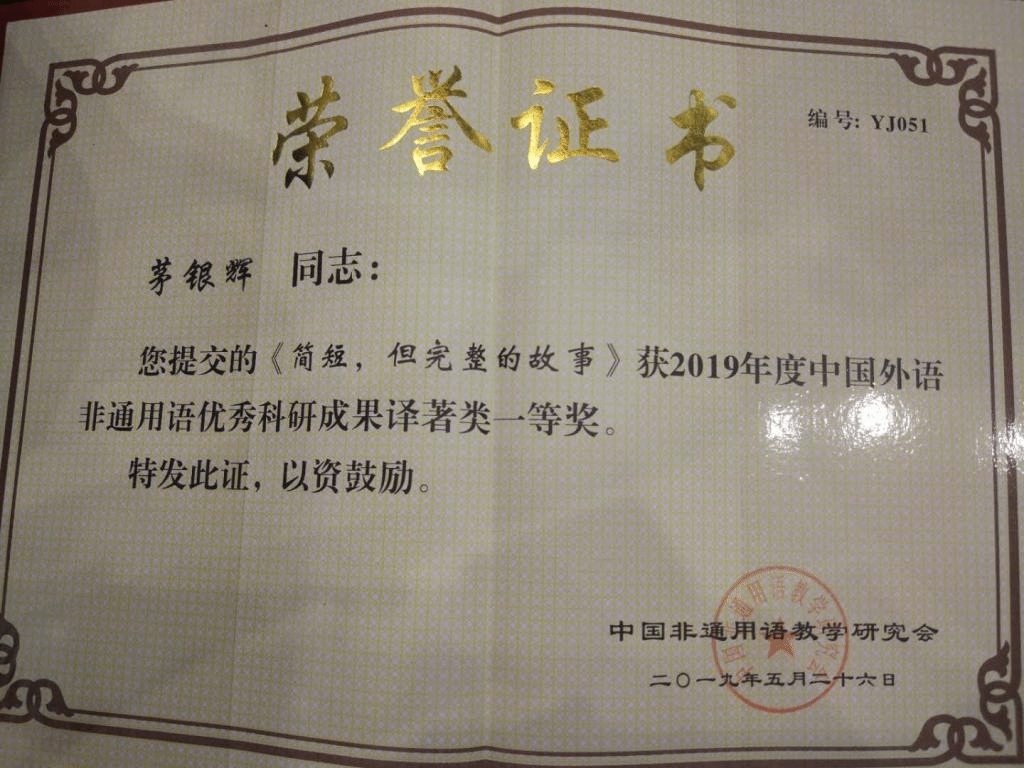 荣誉证书
编号: YJ051
茅银辉 同志：
您提交的《简短，但完整的故事》获2019年度中国外语
非通用语优秀科研成果译著类一等奖。
特发此证，以资鼓励。
中国非通用语教学研究会
二〇一九年五月二十六日